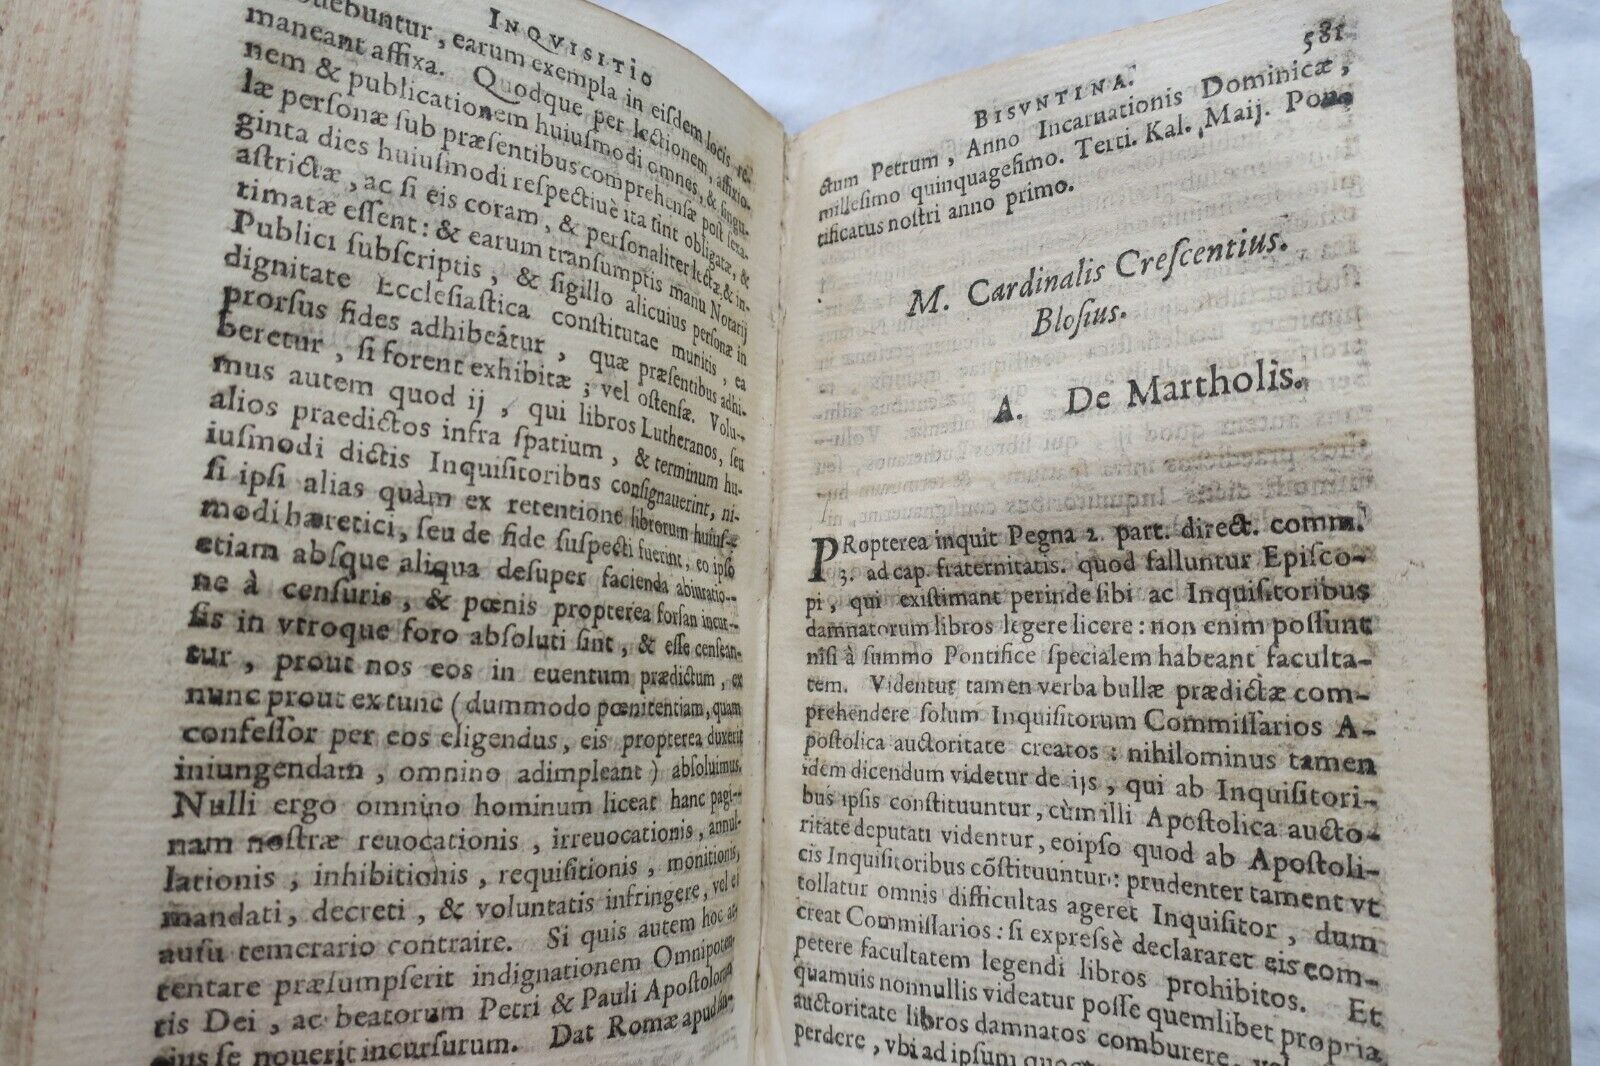 INQVISITIO
uebuntur, earum exempla in eiſdem locis re-
maneant affixa. Quodque, per lectionem, affixio-
nem & publicationem huiuſmodi omnes, & ſingu-
læ perſonæ ſub præſentibus comprehenſæ poſt ſexa-
ginta dies huiuſmodi reſpectiuè ita ſint obligatæ, &
aſtrictæ, ac ſi eis coram, & perſonaliter lectæ, & in-
timatæ eſſent: & earum tranſumptis manu Notarij
Publici ſubſcriptis, & ſigillo alicuius perſonæ in
dignitate Eccleſiaſtica conſtitutae munitis, ea
prorſus fides adhibeātur, quæ præſentibus adhi-
beretur, ſi forent exhibitæ; vel oſtenſæ. Volu-
mus autem quod ij, qui libros Lutheranos, ſeu
alios praedictos infra ſpatium, & terminum hu-
iuſmodi dictis Inquiſitoribus conſignauerint, ni-
ſi ipſi alias quàm ex retentione librorum huiuſ-
modi hæretici, ſeu de fide ſuſpecti fuerint, eo ipſo
etiam abſque aliqua deſuper facienda abiuratio-
ne à cenſuris, & pœnis propterea forſan incur-
ſis in vtroque foro abſoluti ſint, & eſſe cenſean-
tur, prout nos eos in euentum prædictum, ex
nunc prout ex tunc (dummodo pœnitentiam, quam
confeſſor per eos eligendus, eis propterea duxerit
iniungendam, omnino adimpleant) abſoluimus.
Nulli ergo omnino hominum liceat hanc pagi-
nam noſtræ reuocationis, irreuocationis, annul-
lationis, inhibitionis, requiſitionis, monitionis,
mandati, decreti, & voluntatis infringere, vel ei
auſu temerario contraire. Si quis autem hoc at-
tentare præſumpſerit indignationem Omnipoten-
tis Dei, ac beatorum Petri & Pauli Apoſtolorum
eius ſe nouerit incurſurum. Dat Romæ apud ſan-
BISVNTINA. 581
ctum Petrum, Anno Incarnationis Dominicæ,
milleſimo quinquageſimo. Terti. Kal. Maij. Pon-
tificatus noſtri anno primo.
M. Cardinalis Creſcentius.
Bloſius.
A. De Martholis.
PRopterea inquit Pegna 2. part. direct. comm.
3. ad cap. fraternitatis. quod falluntur Epiſco-
pi, qui exiſtimant perinde ſibi ac Inquiſitoribus
damnatorum libros legere licere: non enim poſſunt
niſi à ſummo Pontifice ſpecialem habeant faculta-
tem. Videntur tamen verba bullæ prædictæ com-
prehendere ſolum Inquiſitorum Commiſſarios A-
poſtolica auctoritate creatos: nihilominus tamen
idem dicendum videtur de ijs, qui ab Inquiſitori-
bus ipſis conſtituuntur, cùm illi Apoſtolica aucto-
ritate deputati videntur, eoipſo quod ab Apoſtoli-
cis Inquiſitoribus cōſtituuntur: prudenter tament vt
tollatur omnis difficultas ageret Inquiſitor, dum
creat Commiſſarios: ſi expreſsè declararet eis com-
petere facultatem legendi libros prohibitos. Et
quamuis nonnullis videatur poſſe quemlibet propria
auctoritate libros damnatos comburere, vel
perdere, vbi ad ipſum